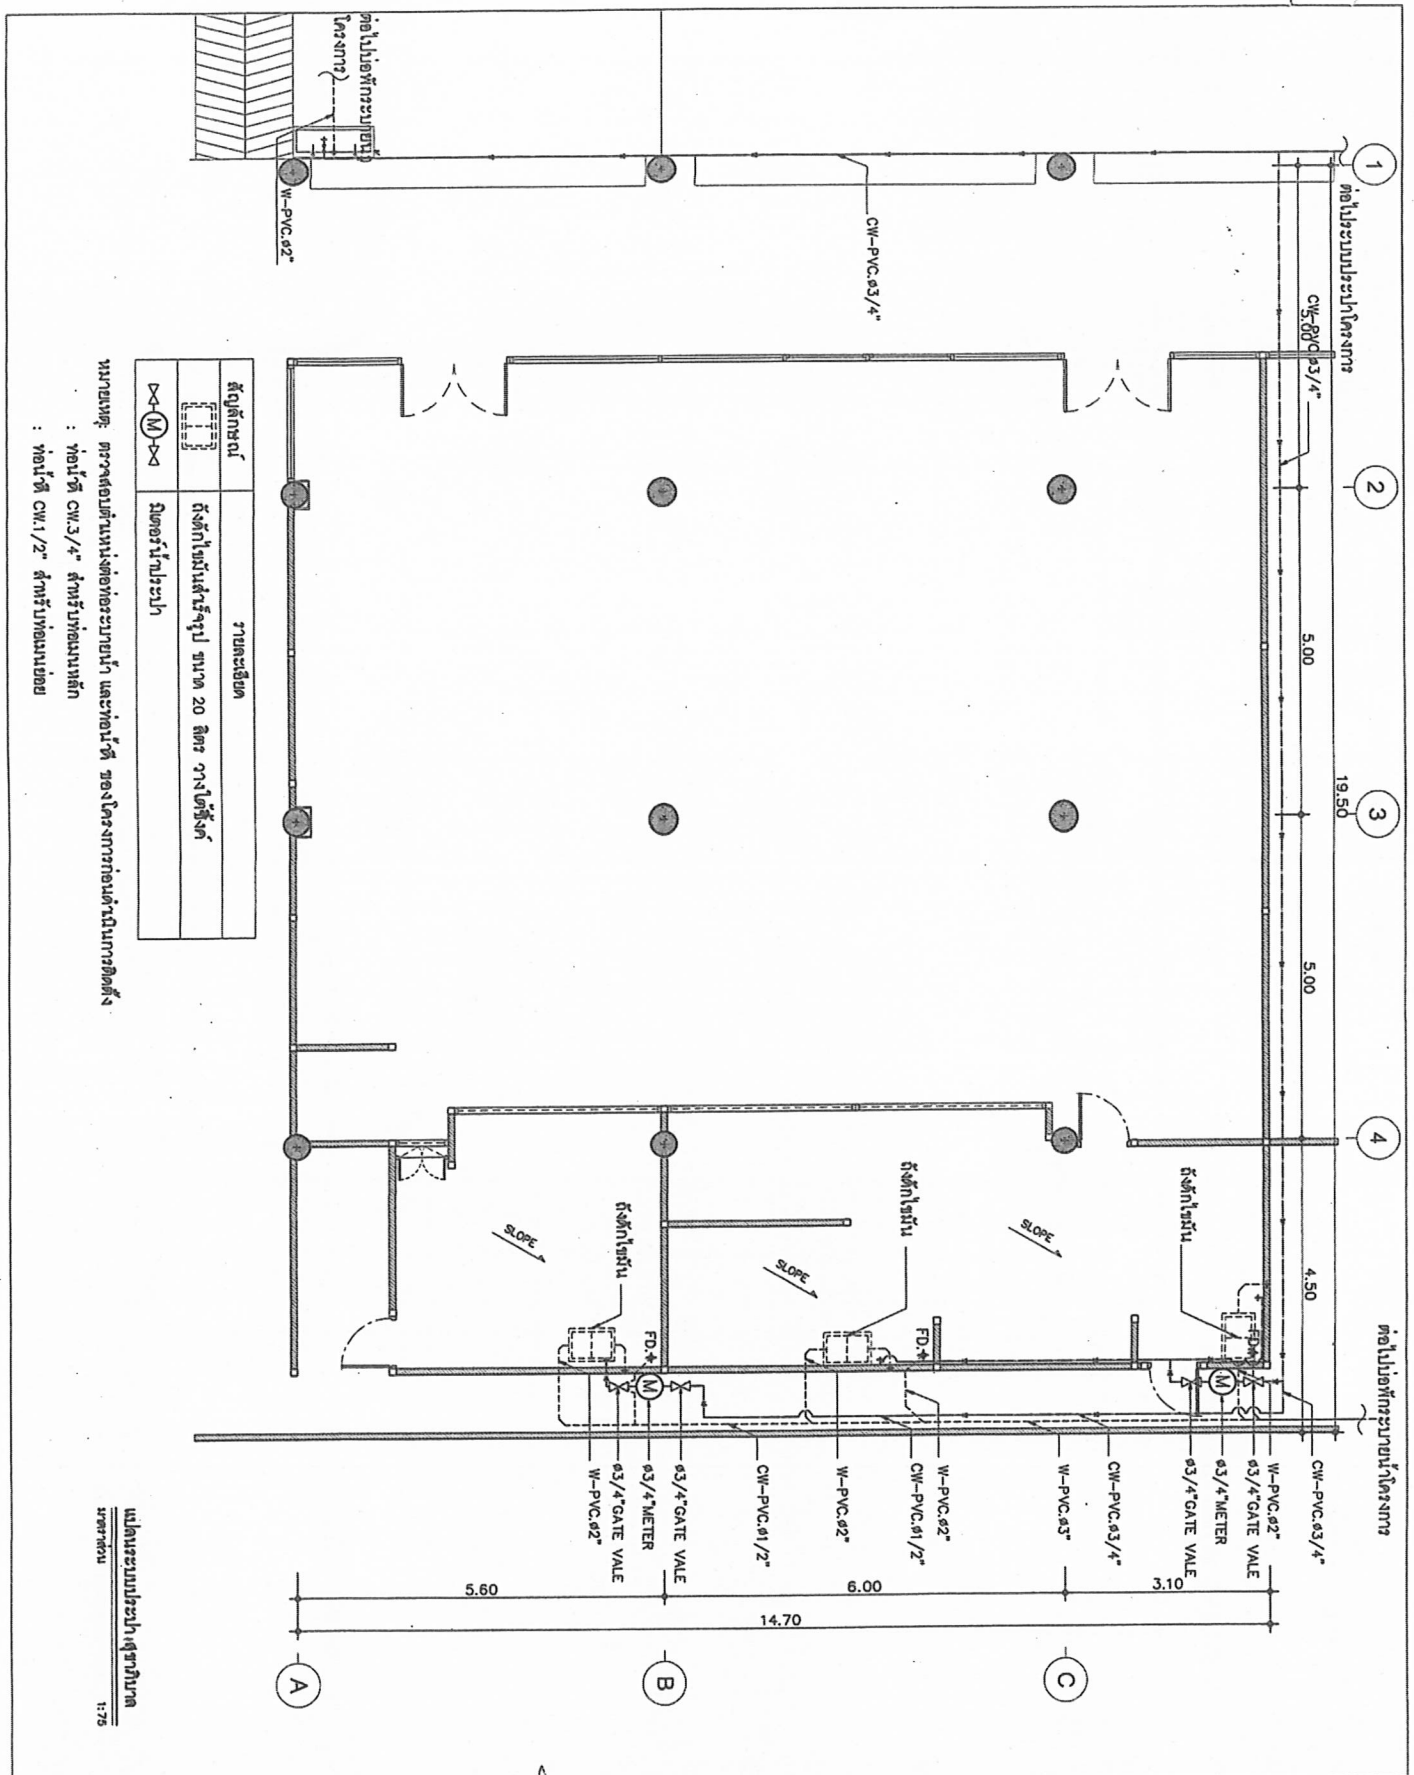 1
2
3
4
ต่อไประบบประปาโครงการ
CW-PVC.ø3/4"
5.00
5.00
5.00
4.50
19.50
ต่อไปบ่อพักระบายน้ำโครงการ
ต่อไปบ่อพักระบายน้ำ
โครงการ)
W-PVC.ø2"
CW-PVC.ø3/4"
ถังดักไขมัน
ถังดักไขมัน
ถังดักไขมัน
SLOPE
SLOPE
SLOPE
FD.
FD.
FD.
M
M
CW-PVC.ø3/4"
W-PVC.ø2"
ø3/4"GATE VALE
ø3/4"METER
ø3/4"GATE VALE
CW-PVC.ø3/4"
W-PVC.ø3"
W-PVC.ø2"
CW-PVC.ø1/2"
W-PVC.ø2"
CW-PVC.ø1/2"
ø3/4"GATE VALE
ø3/4"METER
ø3/4"GATE VALE
W-PVC.ø2"
3.10
6.00
5.60
14.70
C
B
A
สัญลักษณ์ รายละเอียด
ถังดักไขมันสำเร็จรูป ขนาด 20 ลิตร วางใต้ซิ้งค์
M มิเตอร์น้ำประปา
หมายเหตุ: ตรวจสอบตำแหน่งต่อท่อระบายน้ำ และท่อน้ำดี ของโครงการก่อนดำเนินการติดตั้ง
: ท่อน้ำดี CW.3/4" สำหรับท่อเมนหลัก
: ท่อน้ำดี CW.1/2" สำหรับท่อเมนย่อย
แปลนระบบประปา,สุขาภิบาล
มาตราส่วน 1:75